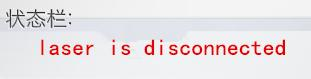 状态栏:
laser is disconnected